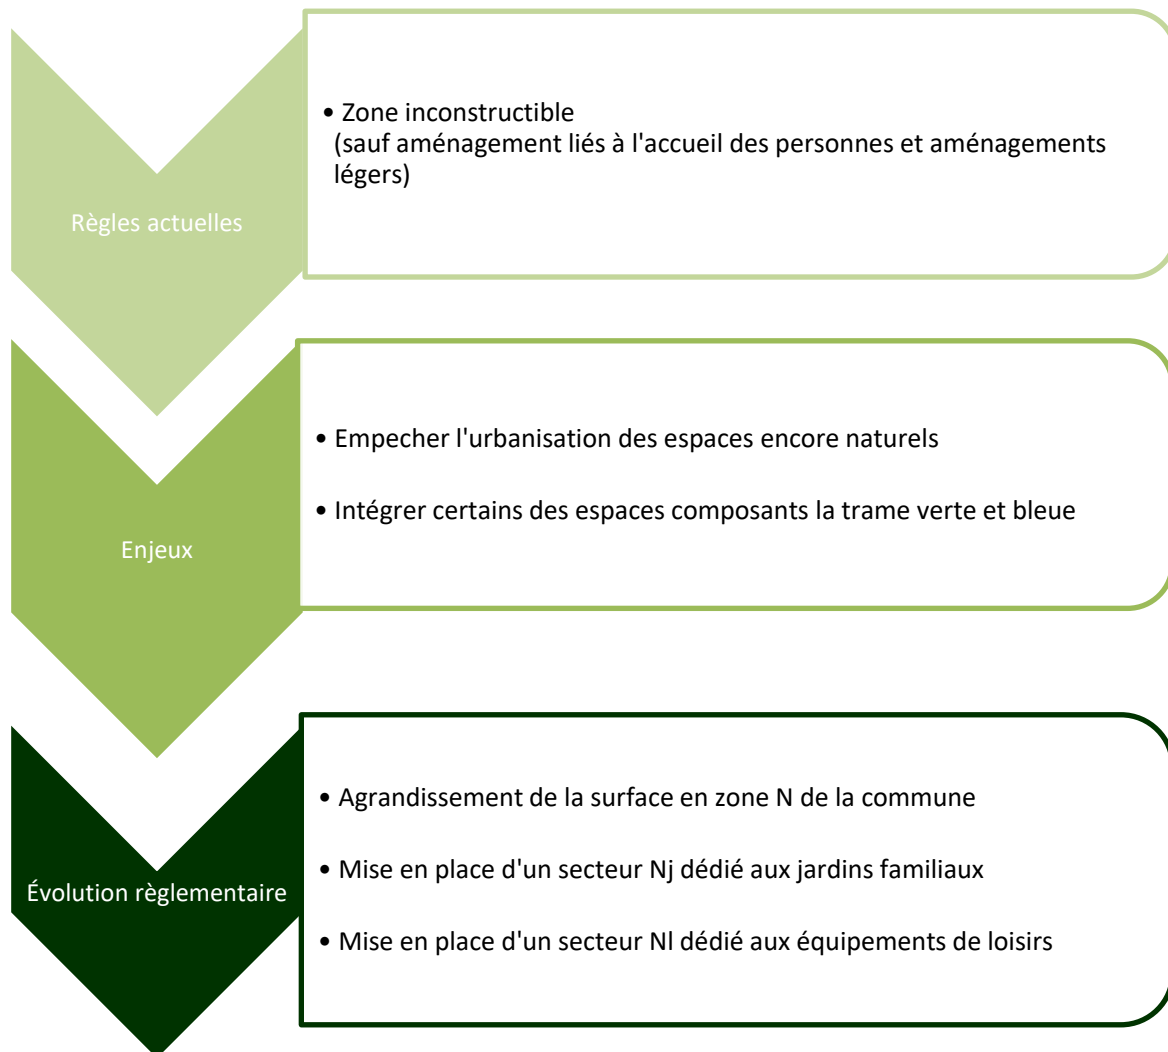 Règles actuelles
• Zone inconstructible
(sauf aménagement liés à l'accueil des personnes et aménagements
légers)
Enjeux
• Empecher l'urbanisation des espaces encore naturels
• Intégrer certains des espaces composants la trame verte et bleue
Évolution règlementaire
• Agrandissement de la surface en zone N de la commune
• Mise en place d'un secteur Nj dédié aux jardins familiaux
• Mise en place d'un secteur Nl dédié aux équipements de loisirs